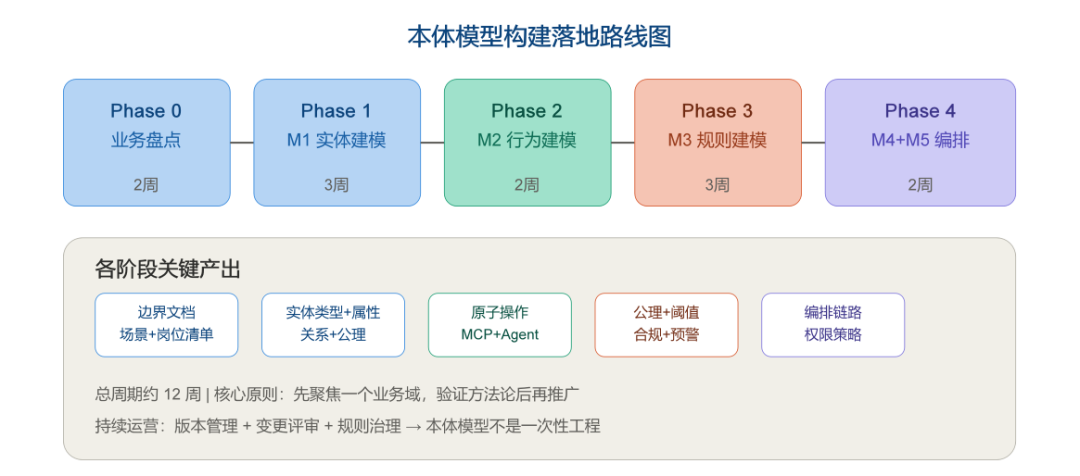 本体模型构建落地路线图
Phase 0
业务盘点
2周
Phase 1
M1 实体建模
3周
Phase 2
M2 行为建模
2周
Phase 3
M3 规则建模
3周
Phase 4
M4+M5 编排
2周
各阶段关键产出
边界文档
场景+岗位清单
实体类型+属性
关系+公理
原子操作
MCP+Agent
公理+阈值
合规+预警
编排链路
权限策略
总周期约 12 周 | 核心原则：先聚焦一个业务域，验证方法论后再推广
持续运营：版本管理 + 变更评审 + 规则治理 → 本体模型不是一次性工程